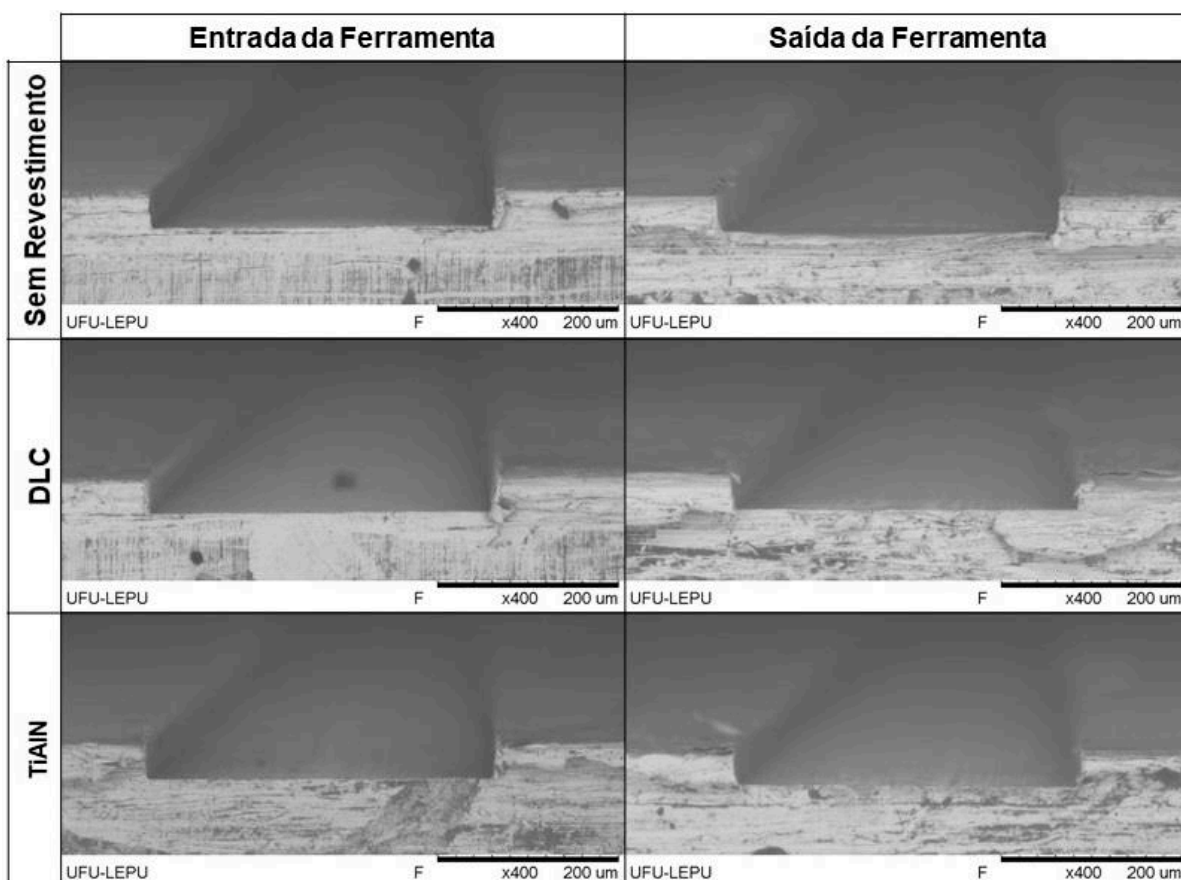 Entrada da Ferramenta
Saída da Ferramenta
Sem Revestimento
UFU-LEPU F x400 200 um
UFU-LEPU F x400 200 um
DLC
UFU-LEPU F x400 200 um
UFU-LEPU F x400 200 um
TiAlN
UFU-LEPU F x400 200 um
UFU-LEPU F x400 200 um